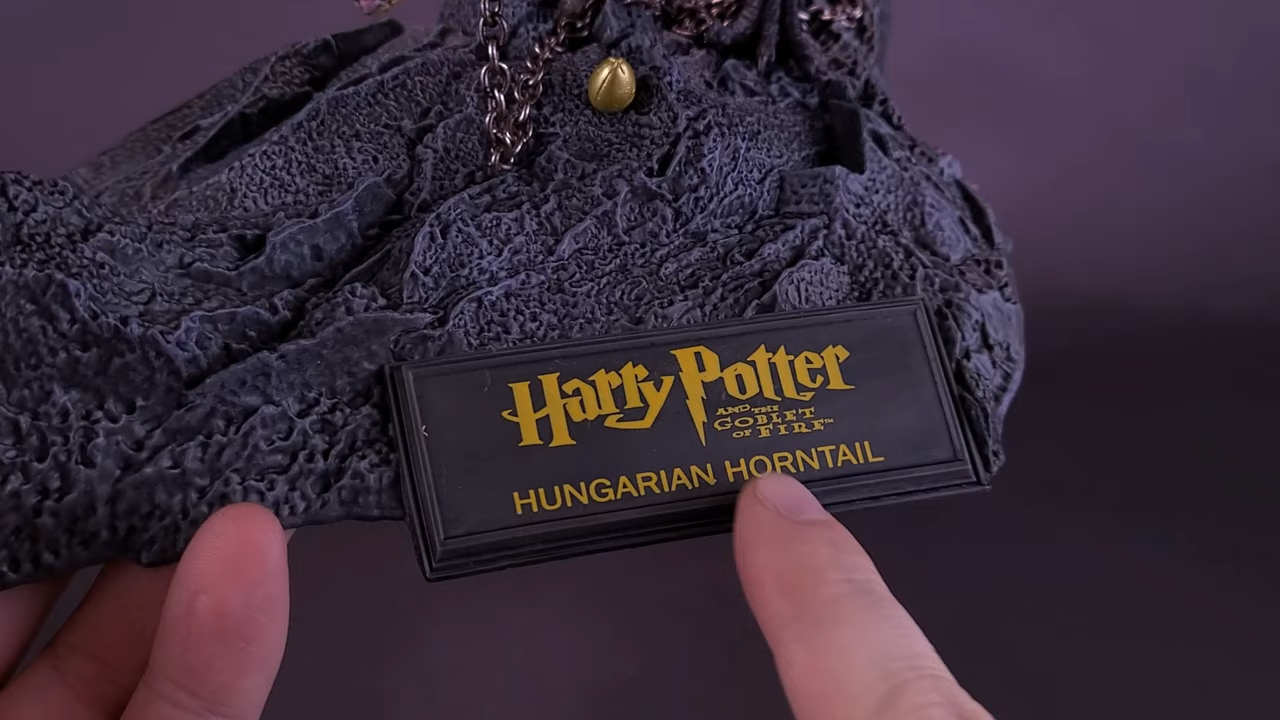 Harry Potter
AND THE
GOBLET
OF FIRE™
HUNGARIAN HORNTAIL